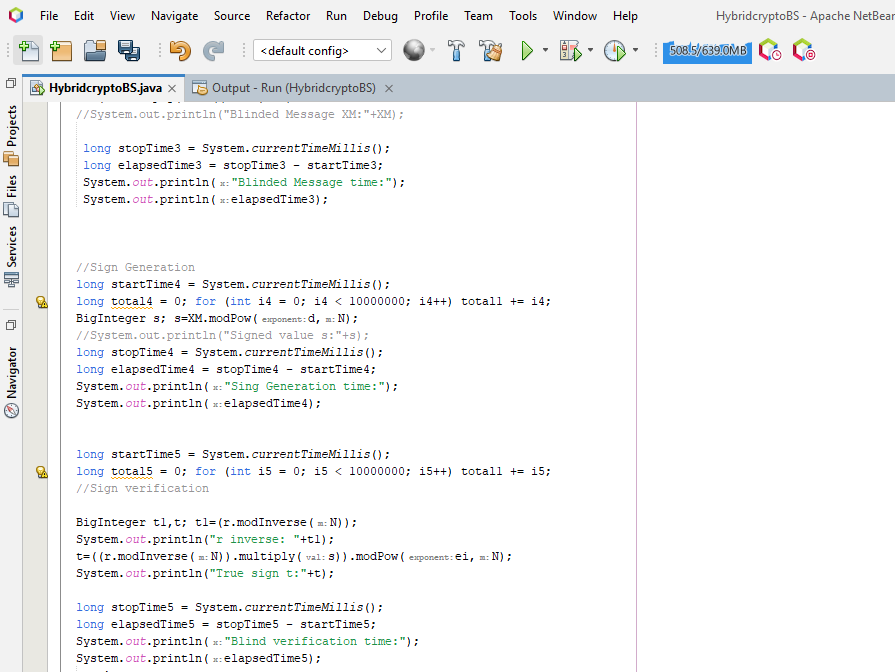 File Edit View Navigate Source Refactor Run Debug Profile Team Tools Window Help HybridcryptoBS - Apache NetBear
<default config> 508.5/639.0MB
HybridcryptoBS.java × Output - Run (HybridcryptoBS) ×
Projects
Files
Services
Navigator
//System.out.println("Blinded Message XM:"+XM);
long stopTime3 = System.currentTimeMillis();
long elapsedTime3 = stopTime3 - startTime3;
System.out.println( x: "Blinded Message time:");
System.out.println( x: elapsedTime3);
//Sign Generation
long startTime4 = System.currentTimeMillis();
long total4 = 0; for (int i4 = 0; i4 < 10000000; i4++) total1 += i4;
BigInteger s; s=XM.modPow( exponent: d, m: N);
//System.out.println("Signed value s:"+s);
long stopTime4 = System.currentTimeMillis();
long elapsedTime4 = stopTime4 - startTime4;
System.out.println( x: "Sing Generation time:");
System.out.println( x: elapsedTime4);
long startTime5 = System.currentTimeMillis();
long total5 = 0; for (int i5 = 0; i5 < 10000000; i5++) total1 += i5;
//Sign verification
BigInteger t1,t; t1=(r.modInverse( m: N));
System.out.println("r inverse: "+t1);
t=((r.modInverse( m: N)).multiply( val: s)).modPow( exponent: ei, m: N);
System.out.println("True sign t:"+t);
long stopTime5 = System.currentTimeMillis();
long elapsedTime5 = stopTime5 - startTime5;
System.out.println( x: "Blind verification time:");
System.out.println( x: elapsedTime5);